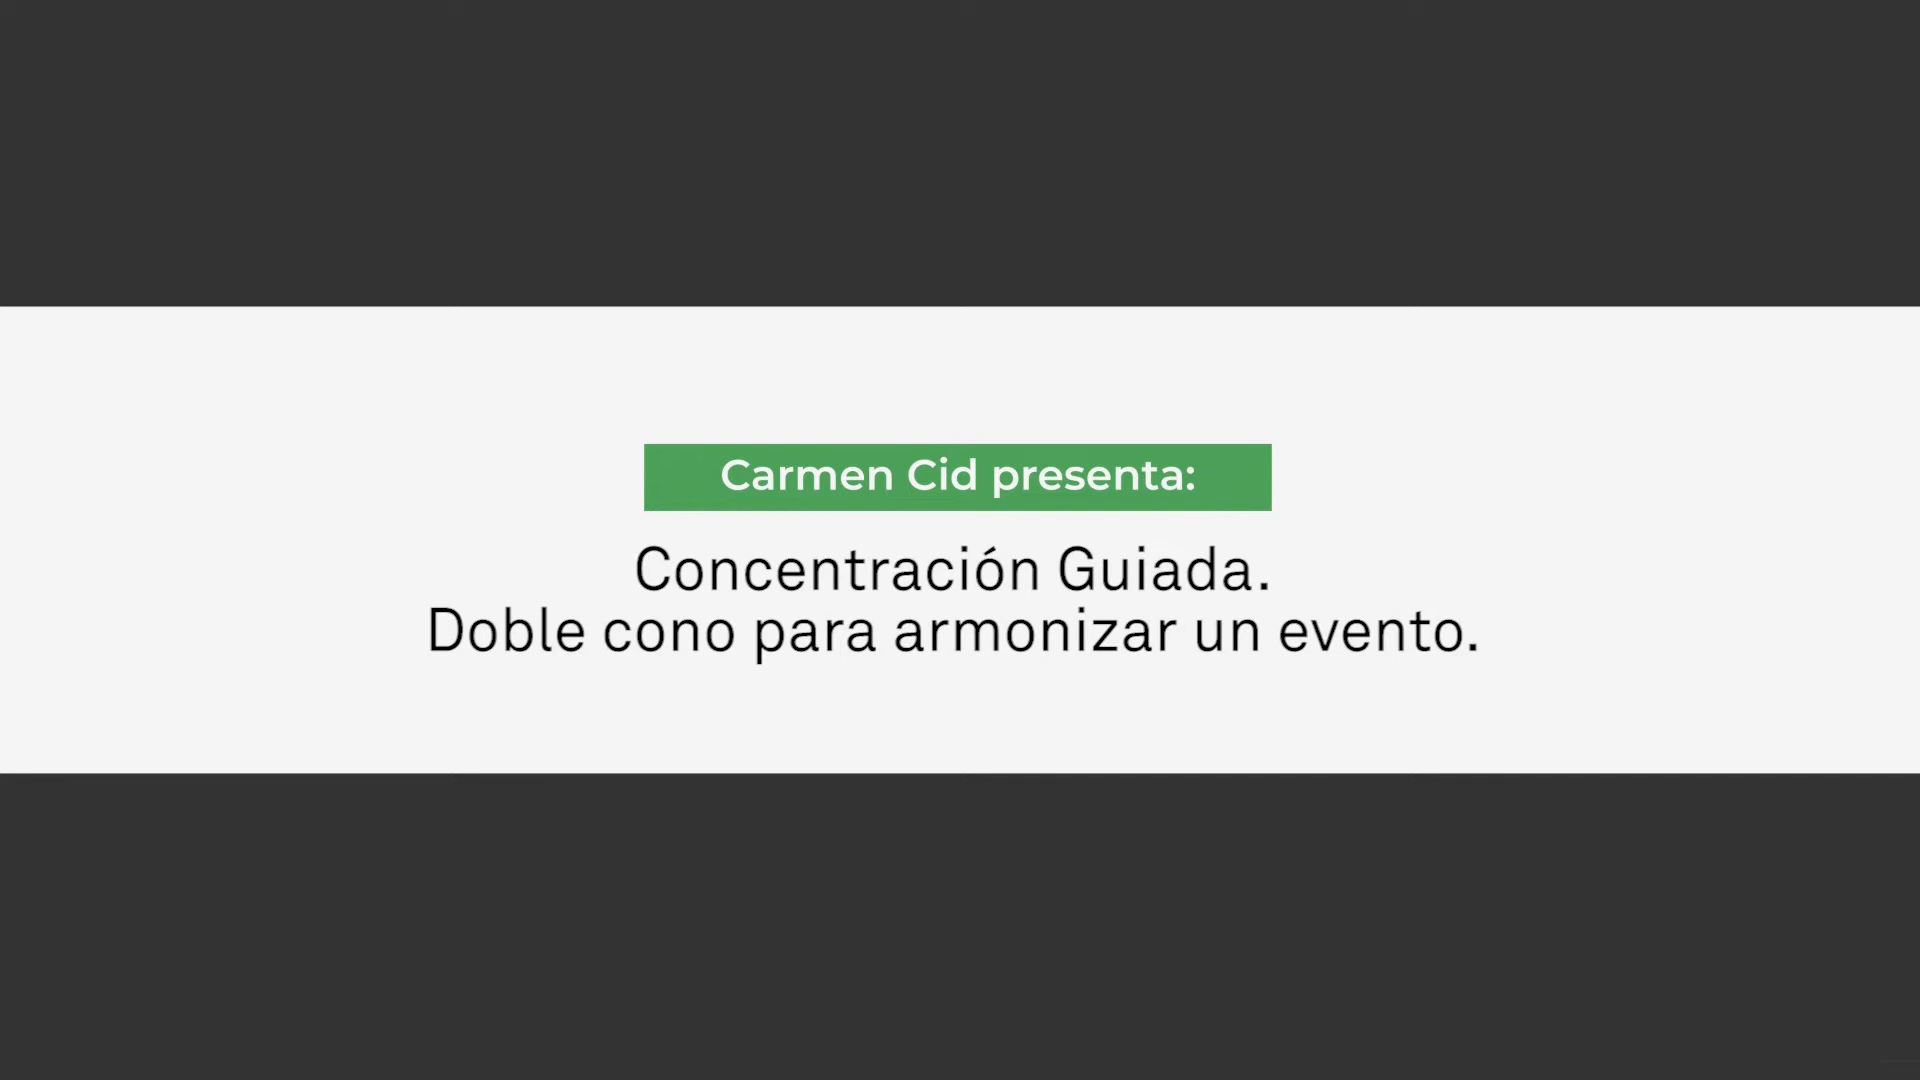 Carmen Cid presenta:
Concentración Guiada.
Doble cono para armonizar un evento.